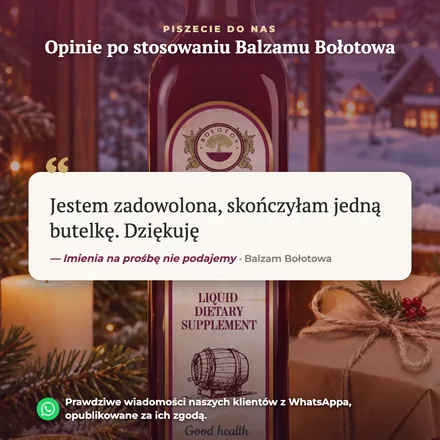 PISZECIE DO NAS
Opinie po stosowaniu Balzamu Bołotowa
BOLOTOV
“
Jestem zadowolona, skończyłam jedną
butelkę. Dziękuję
— Imienia na prośbę nie podajemy · Balzam Bołotowa
LIQUID
DIETARY
SUPPLEMENT
Prawdziwe wiadomości naszych klientów z WhatsAppa,
opublikowane za ich zgodą.
Good health